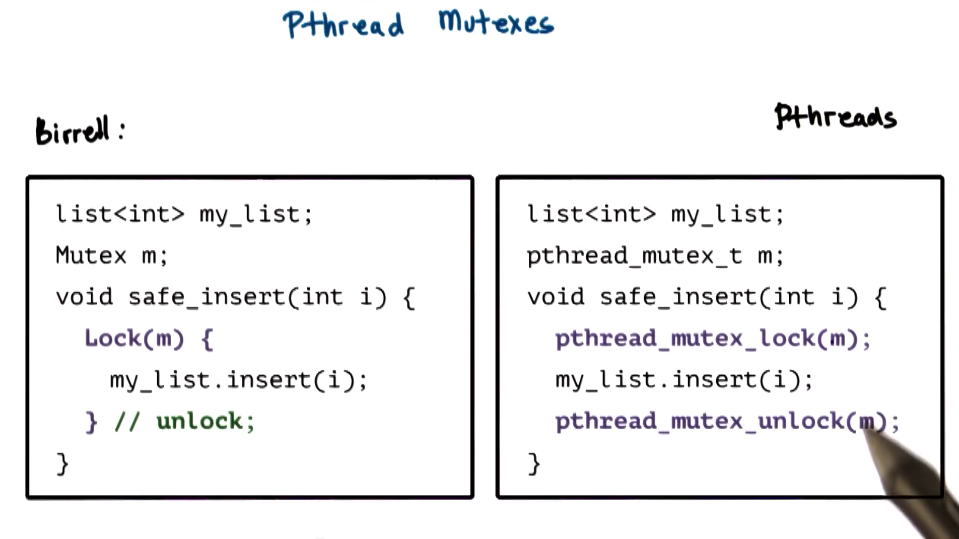 Pthread Mutexes
Birrell:
list<int> my_list;
Mutex m;
void safe_insert(int i) {
Lock(m) {
my_list.insert(i);
} // unlock;
}
Pthreads
list<int> my_list;
pthread_mutex_t m;
void safe_insert(int i) {
pthread_mutex_lock(m);
my_list.insert(i);
pthread_mutex_unlock(m);
}